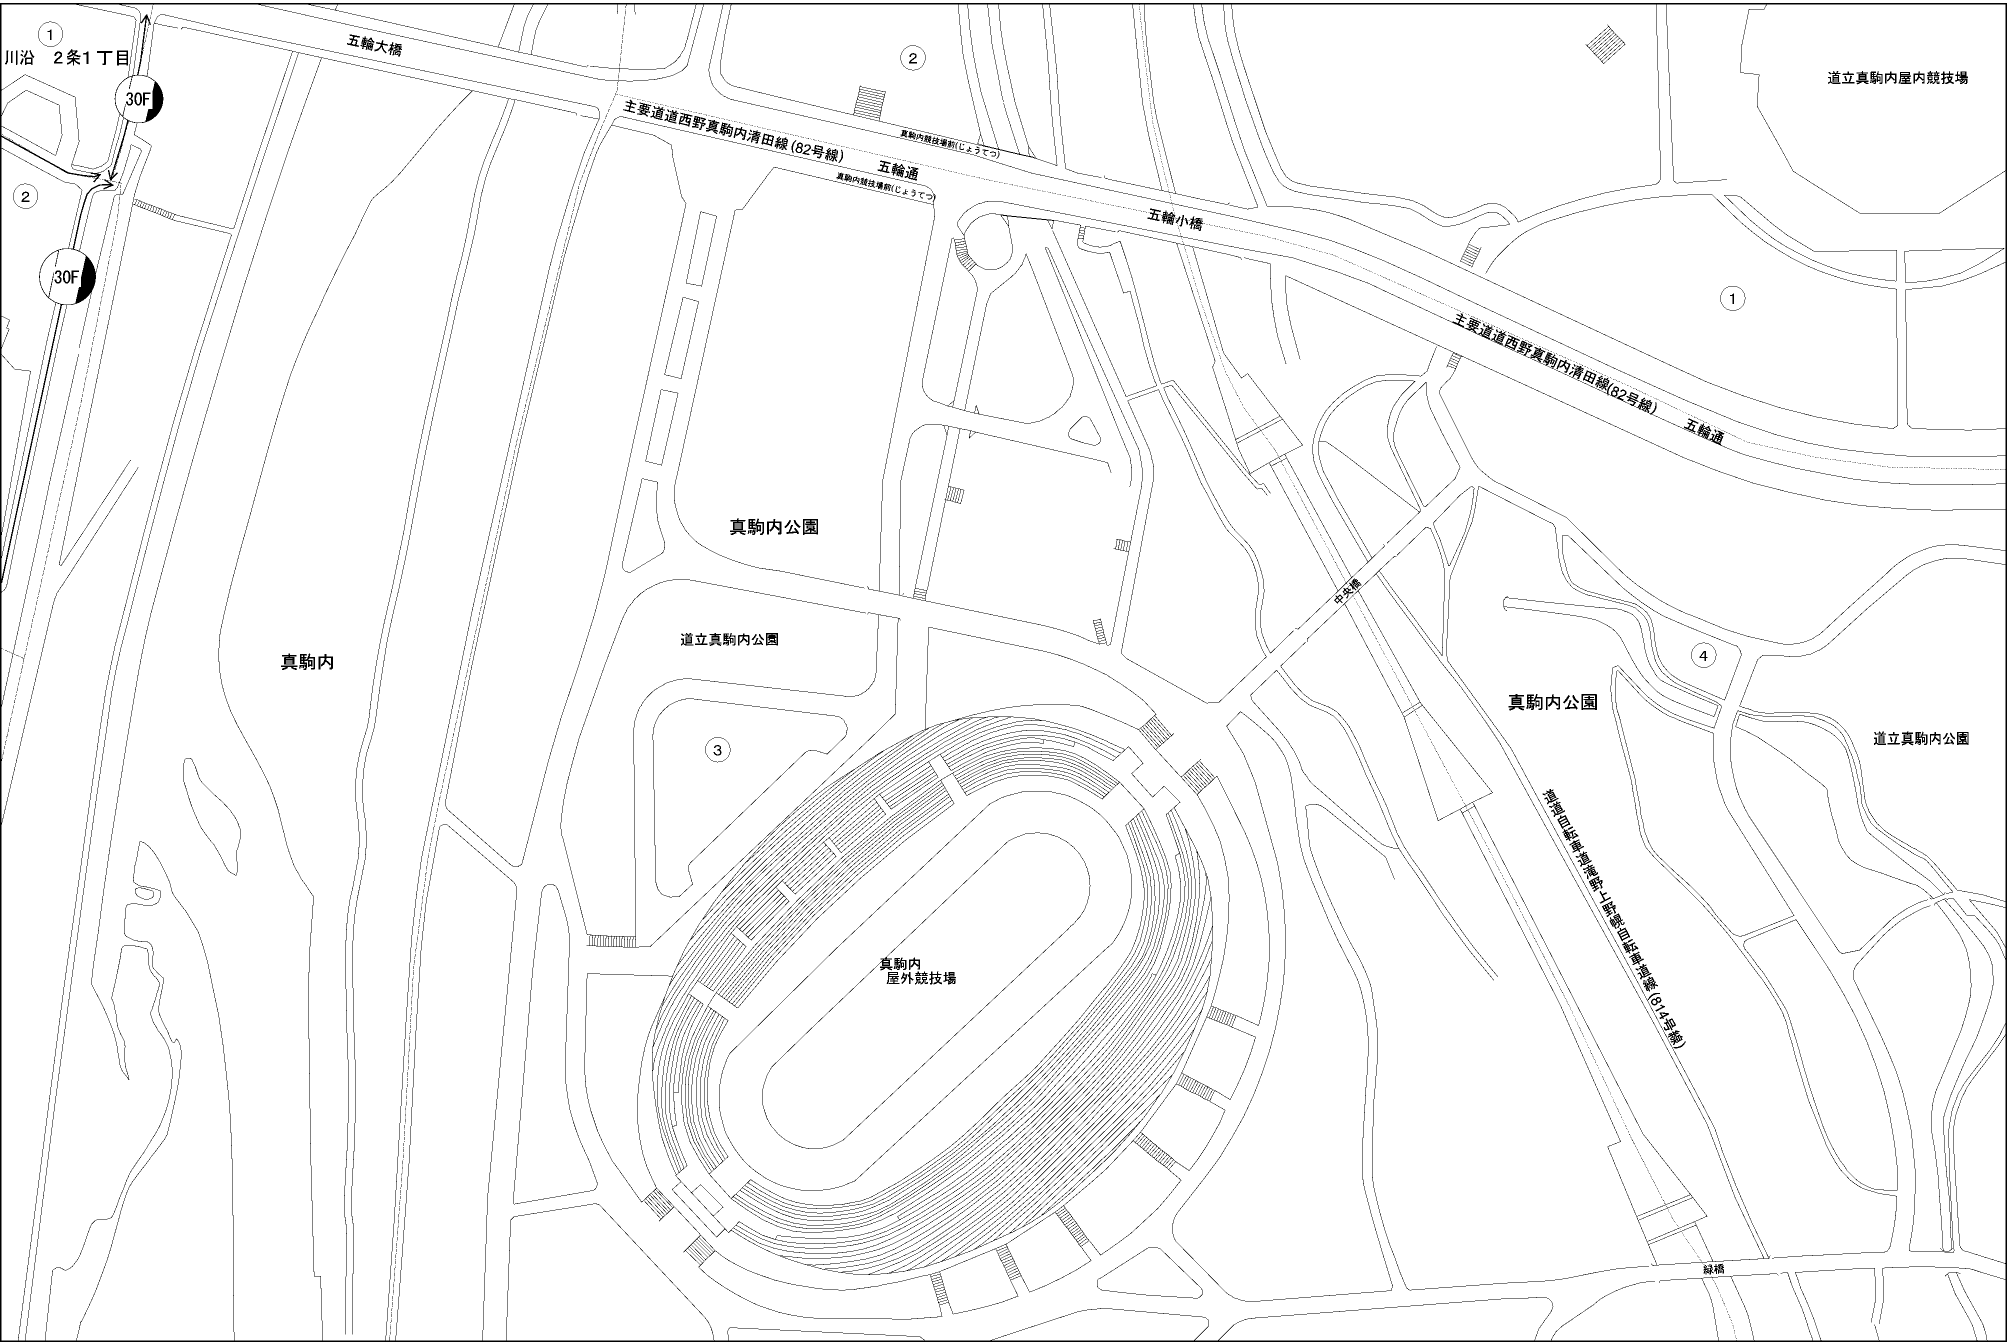 ①
川沿　２条１丁目
30F
②
30F
五輪大橋
②
主要道道西野真駒内清田線(82号線)
五輪通
真駒内競技場前(じょうてつ)
真駒内競技場前(じょうてつ)
五輪小橋
道立真駒内屋内競技場
①
主要道道西野真駒内清田線(82号線)
五輪通
真駒内公園
中央橋
道立真駒内公園
真駒内
④
真駒内公園
道立真駒内公園
③
道道自転車道滝野上野幌自転車道線(814号線)
真駒内
屋外競技場
緑橋